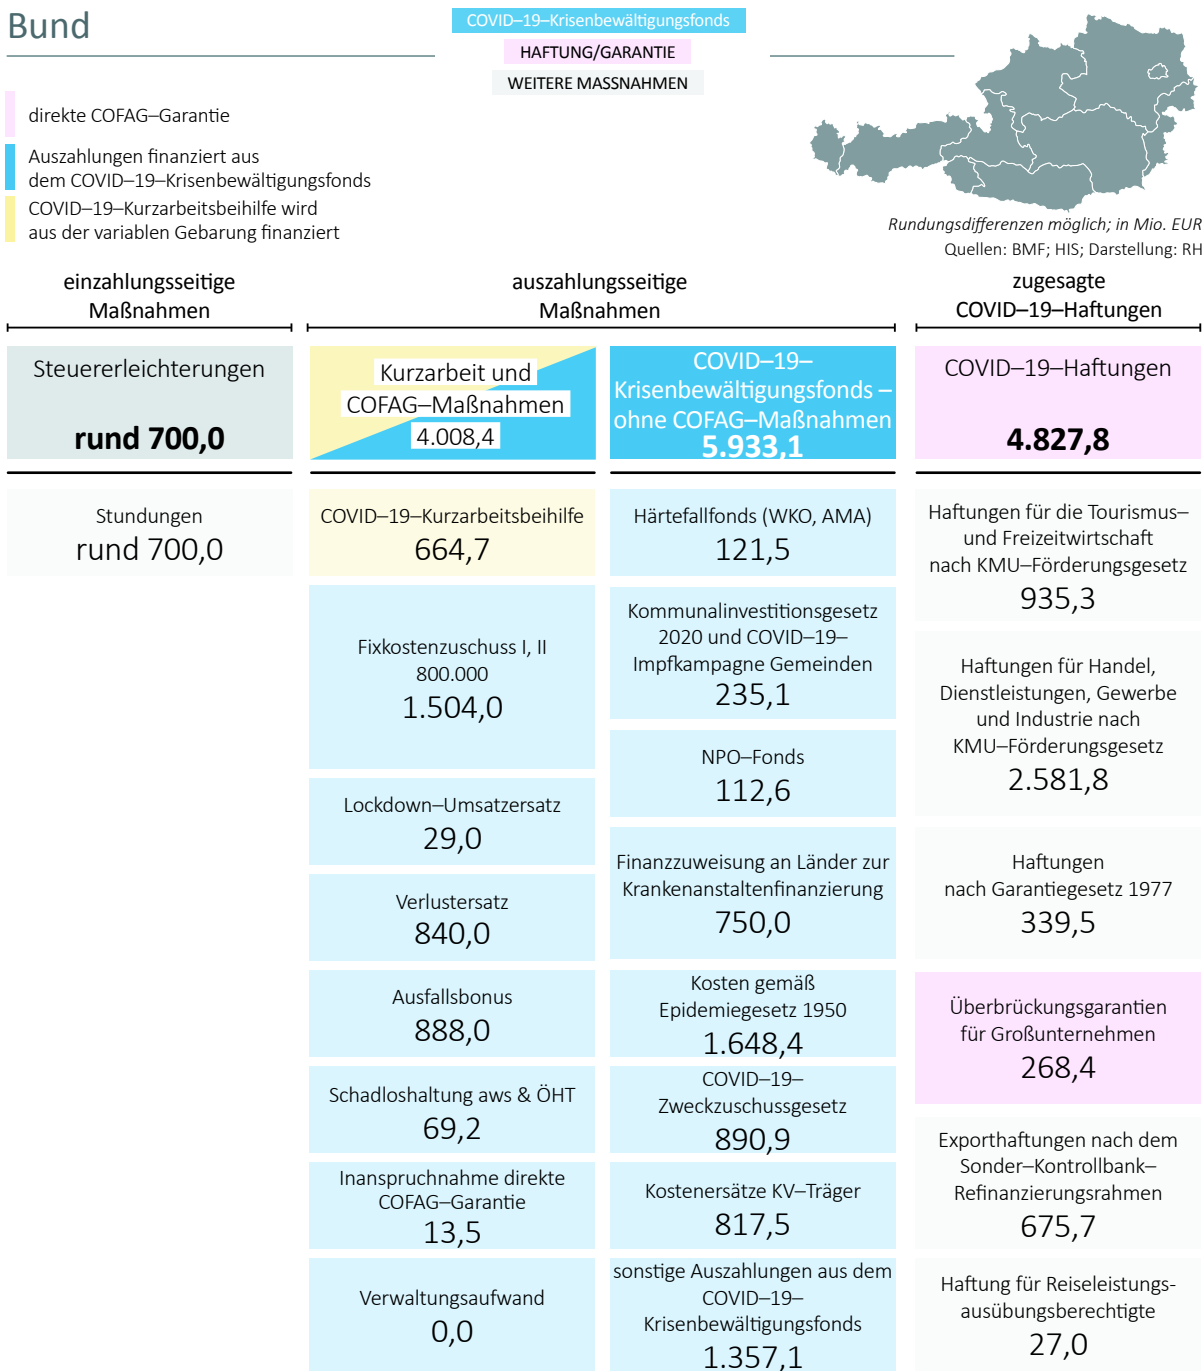 Bund
COVID–19–Krisenbewältigungsfonds
HAFTUNG/GARANTIE
WEITERE MASSNAHMEN
direkte COFAG–Garantie
Auszahlungen finanziert aus
dem COVID–19–Krisenbewältigungsfonds
COVID–19–Kurzarbeitsbeihilfe wird
aus der variablen Gebarung finanziert
Rundungsdifferenzen möglich; in Mio. EUR
Quellen: BMF; HIS; Darstellung: RH
einzahlungsseitige
Maßnahmen
Steuererleichterungen
rund 700,0
Stundungen
rund 700,0
auszahlungsseitige
Maßnahmen
Kurzarbeit und
COFAG–Maßnahmen
4.008,4
COVID–19–Kurzarbeitsbeihilfe
664,7
Fixkostenzuschuss I, II
800.000
1.504,0
Lockdown–Umsatzersatz
29,0
Verlustersatz
840,0
Ausfallsbonus
888,0
Schadloshaltung aws & ÖHT
69,2
Inanspruchnahme direkte
COFAG–Garantie
13,5
Verwaltungsaufwand
0,0
COVID–19–
Krisenbewältigungsfonds –
ohne COFAG–Maßnahmen
5.933,1
Härtefallfonds (WKO, AMA)
121,5
Kommunalinvestitionsgesetz
2020 und COVID–19–
Impfkampagne Gemeinden
235,1
NPO–Fonds
112,6
Finanzzuweisung an Länder zur
Krankenanstaltenfinanzierung
750,0
Kosten gemäß
Epidemiegesetz 1950
1.648,4
COVID–19–
Zweckzuschussgesetz
890,9
Kostenersätze KV–Träger
817,5
sonstige Auszahlungen aus dem
COVID–19–
Krisenbewältigungsfonds
1.357,1
zugesagte
COVID–19–Haftungen
COVID–19–Haftungen
4.827,8
Haftungen für die Tourismus–
und Freizeitwirtschaft
nach KMU–Förderungsgesetz
935,3
Haftungen für Handel,
Dienstleistungen, Gewerbe
und Industrie nach
KMU–Förderungsgesetz
2.581,8
Haftungen
nach Garantiegesetz 1977
339,5
Überbrückungsgarantien
für Großunternehmen
268,4
Exporthaftungen nach dem
Sonder–Kontrollbank–
Refinanzierungsrahmen
675,7
Haftung für Reiseleistungs-
ausübungsberechtigte
27,0